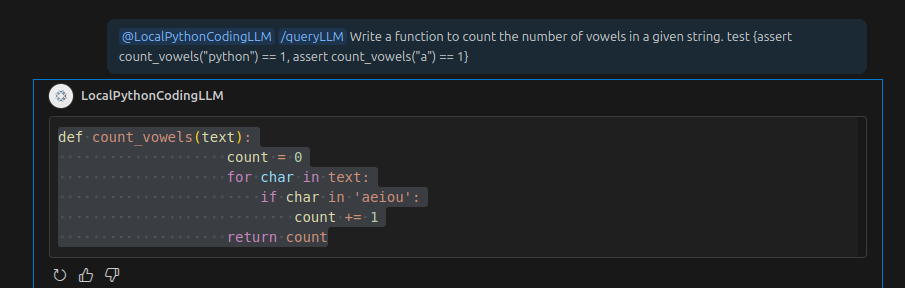 @LocalPythonCodingLLM /queryLLM Write a function to count the number of vowels in a given string. test {assert
count_vowels("python") == 1, assert count_vowels("a") == 1}
LocalPythonCodingLLM
def count_vowels(text):
                    count = 0
                    for char in text:
                        if char in 'aeiou':
                            count += 1
                    return count